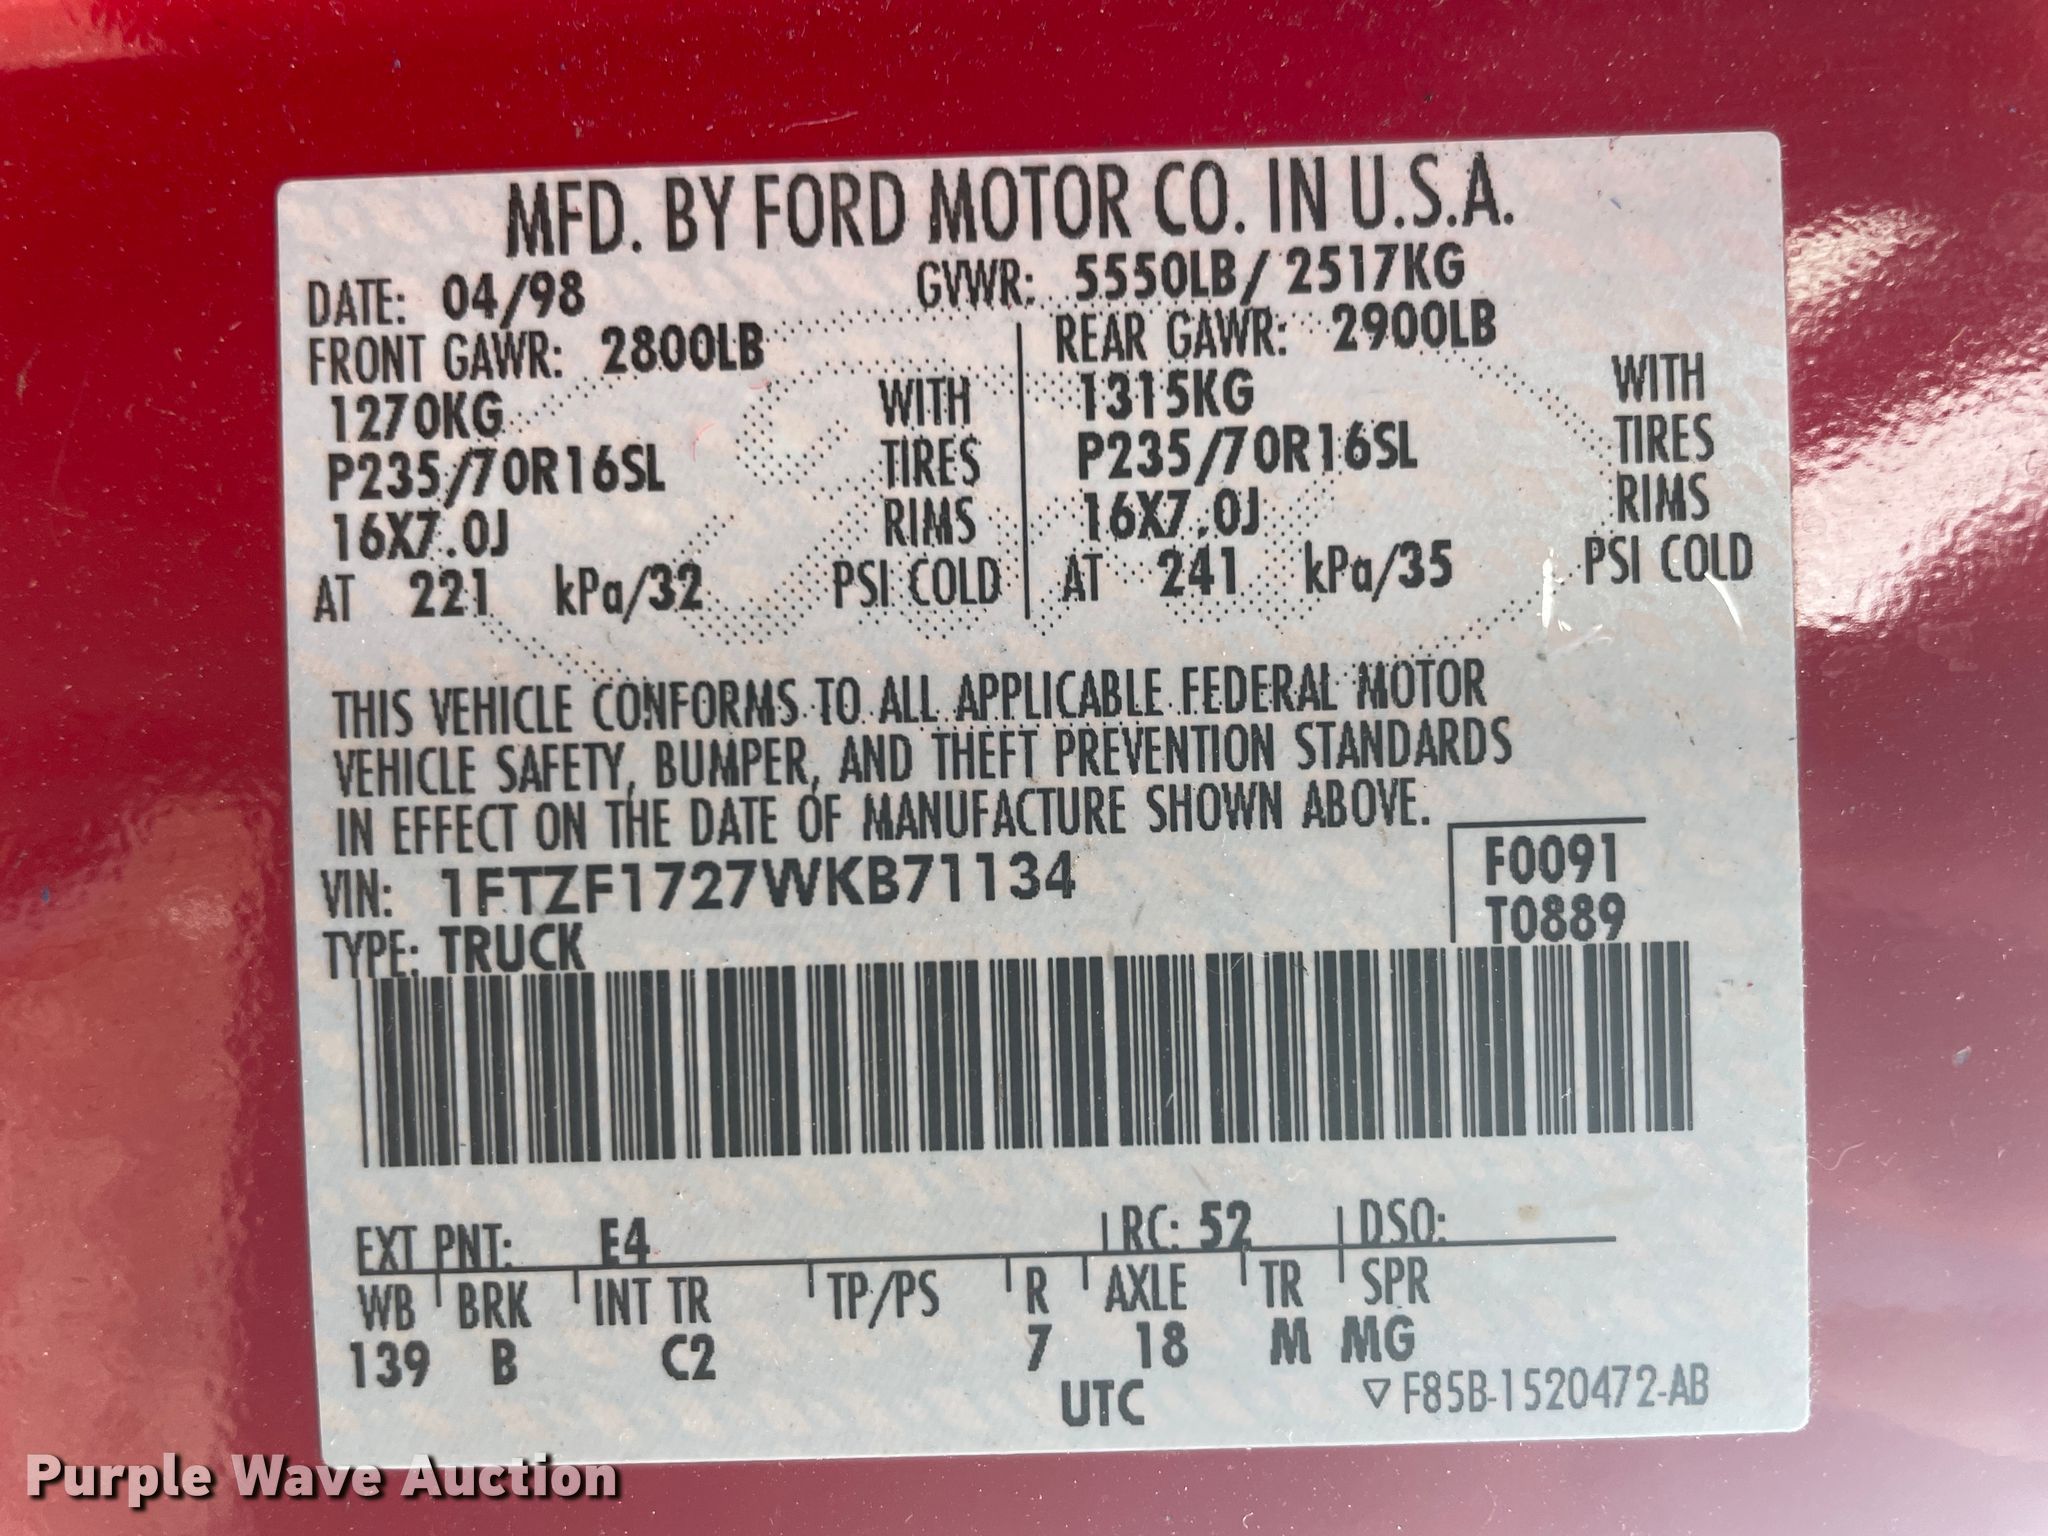 MFD. BY FORD MOTOR CO. IN U.S.A.
DATE: 04/98 GVWR: 5550LB/ 2517KG
FRONT GAWR: 2800LB REAR GAWR: 2900LB
1270KG WITH 1315KG WITH
P235/70R16SL TIRES P235/70R16SL TIRES
16X7.0J RIMS 16X7.0J RIMS
AT 221 kPa/32 PSI COLD AT 241 kPa/35 PSI COLD
THIS VEHICLE CONFORMS TO ALL APPLICABLE FEDERAL MOTOR
VEHICLE SAFETY, BUMPER, AND THEFT PREVENTION STANDARDS
IN EFFECT ON THE DATE OF MANUFACTURE SHOWN ABOVE.
VIN: 1FTZF1727WKB71134 F0091
TYPE: TRUCK T0889
EXT PNT: E4 RC: 52 DSO:
WB BRK INT TR TP/PS R AXLE TR SPR
139 B C2 7 18 M MG
UTC ▽F85B-1520472-AB
Purple Wave Auction